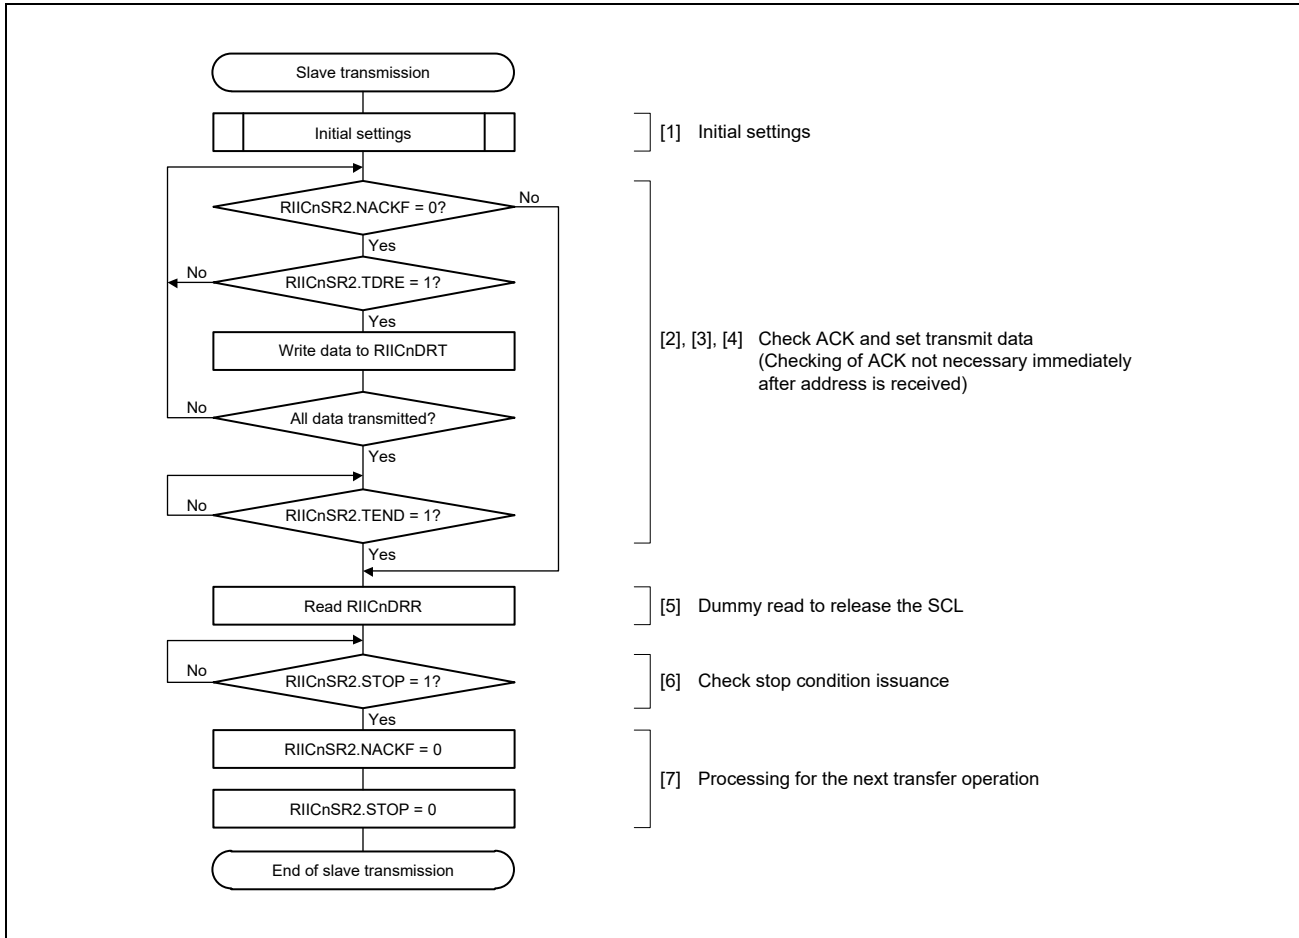 Slave transmission
Initial settings
[1] Initial settings
RIICnSR2.NACKF = 0?
No
Yes
RIICnSR2.TDRE = 1?
No
Yes
Write data to RIICnDRT
[2], [3], [4] Check ACK and set transmit data
(Checking of ACK not necessary immediately
after address is received)
All data transmitted?
No
Yes
RIICnSR2.TEND = 1?
No
Yes
Read RIICnDRR
[5] Dummy read to release the SCL
RIICnSR2.STOP = 1?
No
[6] Check stop condition issuance
Yes
RIICnSR2.NACKF = 0
[7] Processing for the next transfer operation
RIICnSR2.STOP = 0
End of slave transmission